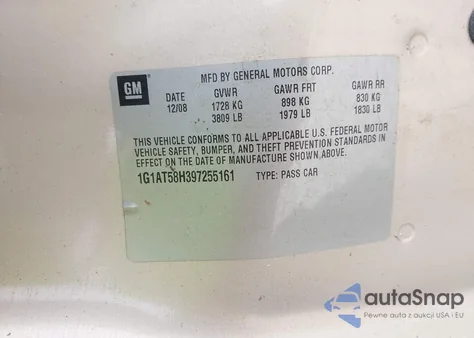 MFD BY GENERAL MOTORS CORP.
GM
DATE GVWR GAWR FRT GAWR RR
12/08 1728 KG 898 KG 830 KG
3809 LB 1979 LB 1830 LB
THIS VEHICLE CONFORMS TO ALL APPLICABLE U.S. FEDERAL MOTOR
VEHICLE SAFETY, BUMPER, AND THEFT PREVENTION STANDARDS IN
EFFECT ON THE DATE OF MANUFACTURE SHOWN ABOVE.
1G1AT58H397255161 TYPE: PASS CAR
autoSnap
Pewne auta z aukcji USA i EU